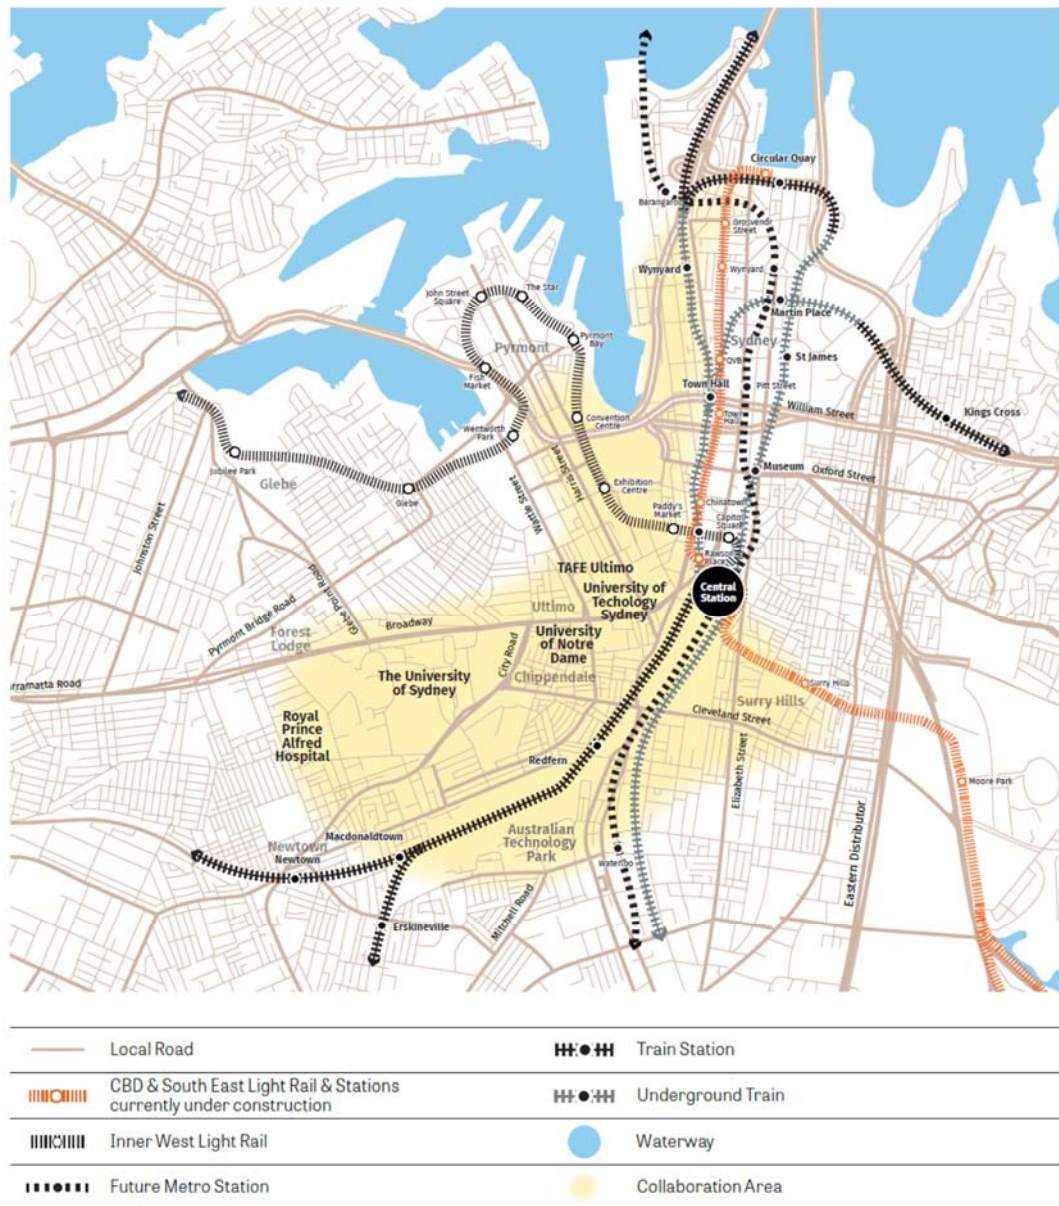 Circular Quay
Barangaroo
Grosvenor
Street
Wynyard
Wynyard
John Street
Square
The Star
Martin Place
Pyrmont
Bay
Pyrmont
Sydney
QVB
St James
Fish
Market
Town Hall
Pitt Street
William Street
Kings Cross
Convention
Centre
Town
Hall
Wentworth
Park
Harris Street
Museum
Oxford Street
Jubilee Park
Glebe
Glebe
Wattle Street
Exhibition
Centre
Chinatown
Paddy's
Market
Capitol
Square
Johnston Street
Rawson
Place
TAFE Ultimo
Central
Station
University of
Techology
Sydney
Glebe Point Road
Pyrmont Bridge Road
Ultimo
Broadway
Forest
Lodge
University
of Notre
Dame
City Road
Chippendale
The University
of Sydney
rramatta Road
Surry Hills
Surry Hills
Cleveland Street
Royal
Prince
Alfred
Hospital
Elizabeth Street
Redfern
Moore Park
Eastern Distributor
Macdonaldtown
Australian
Technology
Park
Newtown
Newtown
Waterloo
Mitchell Road
Erskineville
Local Road
Train Station
CBD & South East Light Rail & Stations
currently under construction
Underground Train
Inner West Light Rail
Waterway
Future Metro Station
Collaboration Area